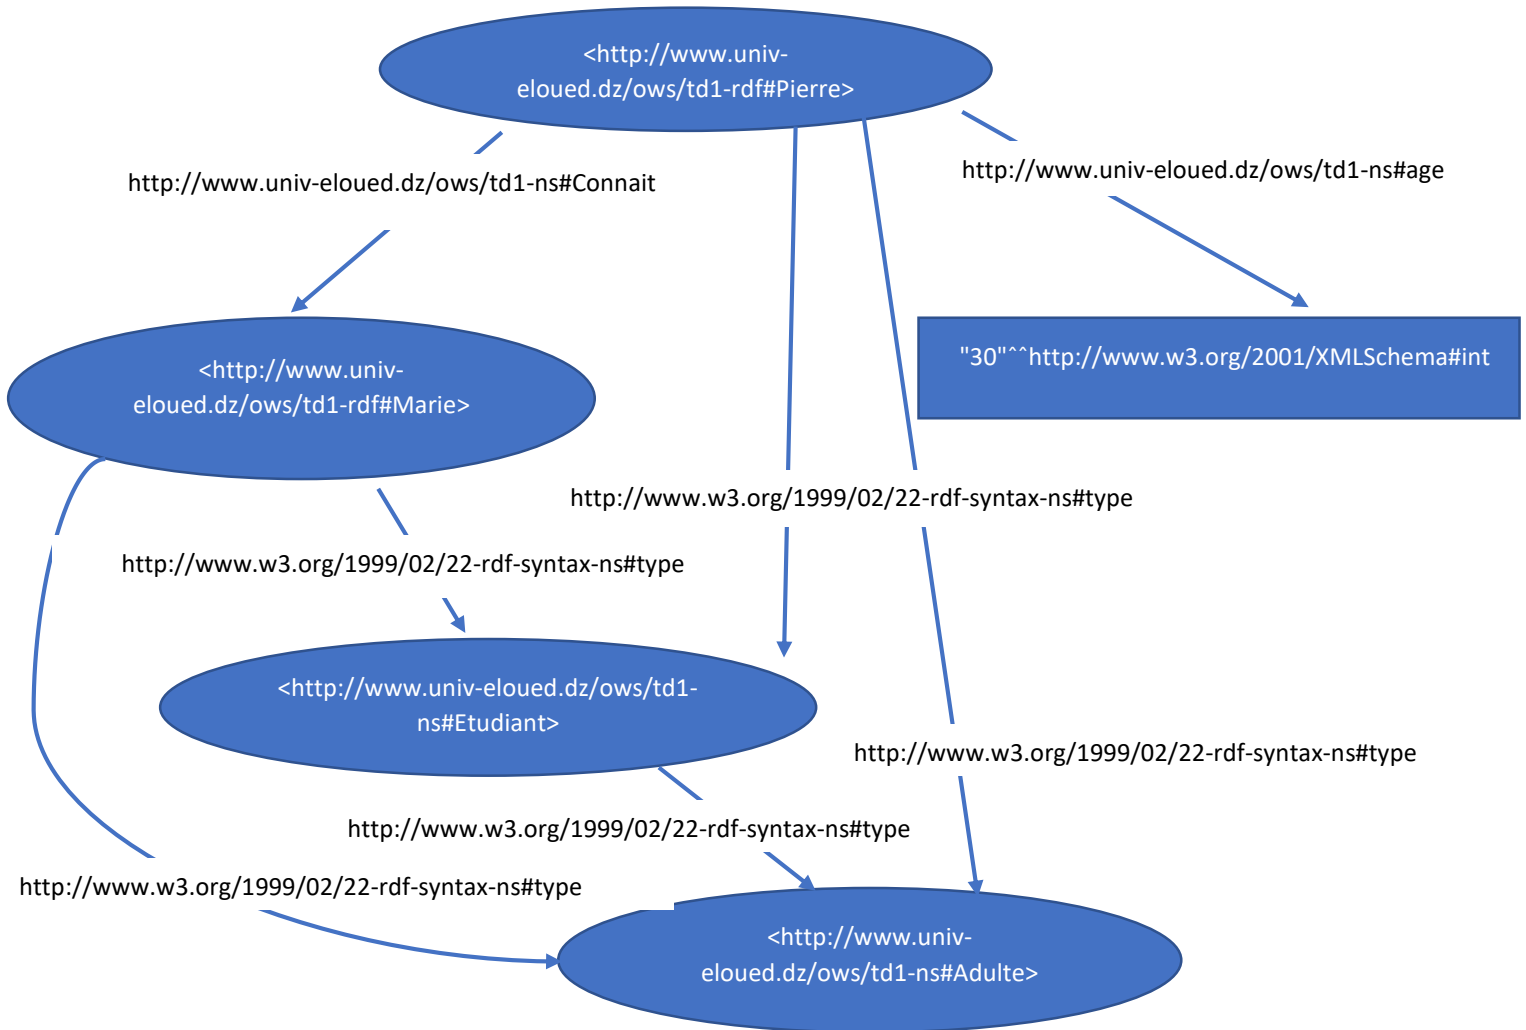 <http://www.univ-
eloued.dz/ows/td1-rdf#Pierre>
http://www.univ-eloued.dz/ows/td1-ns#Connait
http://www.univ-eloued.dz/ows/td1-ns#age
<http://www.univ-
eloued.dz/ows/td1-rdf#Marie>
"30"^^http://www.w3.org/2001/XMLSchema#int
http://www.w3.org/1999/02/22-rdf-syntax-ns#type
http://www.w3.org/1999/02/22-rdf-syntax-ns#type
<http://www.univ-eloued.dz/ows/td1-
ns#Etudiant>
http://www.w3.org/1999/02/22-rdf-syntax-ns#type
http://www.w3.org/1999/02/22-rdf-syntax-ns#type
http://www.w3.org/1999/02/22-rdf-syntax-ns#type
<http://www.univ-
eloued.dz/ows/td1-ns#Adulte>